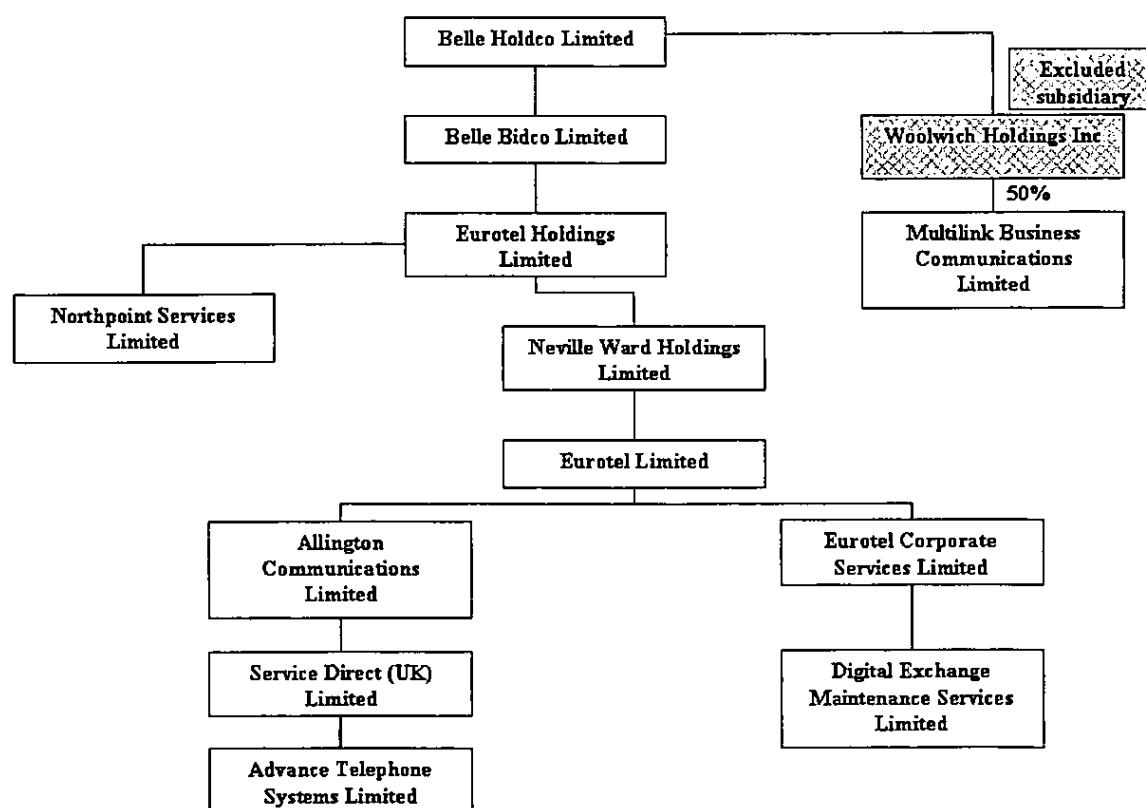 Belle Holdco Limited
Excluded
subsidiary
Belle Bidco Limited
Woolwich Holdings Inc
50%
Eurotel Holdings
Limited
Multilink Business
Communications
Limited
Northpoint Services
Limited
Neville Ward Holdings
Limited
Eurotel Limited
Allington
Communications
Limited
Eurotel Corporate
Services Limited
Service Direct (UK)
Limited
Digital Exchange
Maintenance Services
Limited
Advance Telephone
Systems Limited